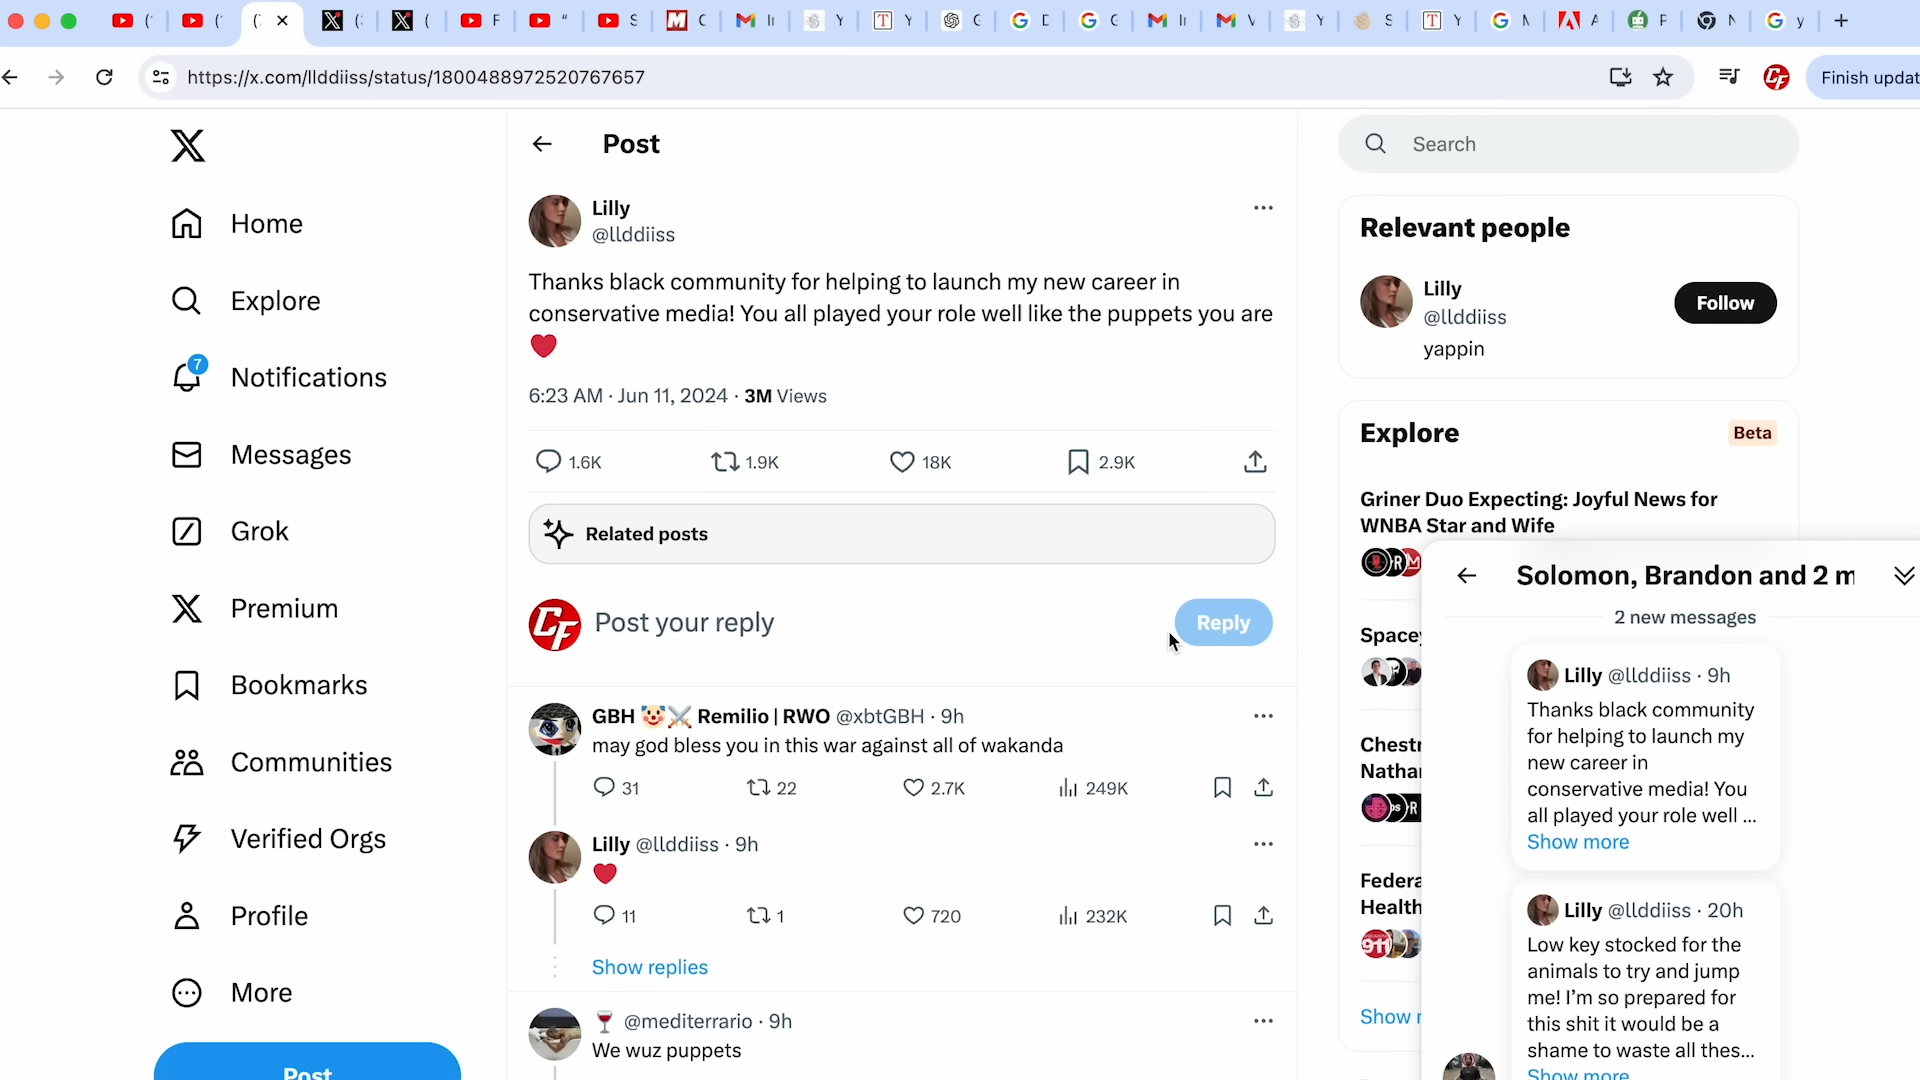 https://x.com/llddiiss/status/1800488972520767657
Finish updat
Home
Explore
7
Notifications
Messages
Grok
Premium
Bookmarks
Communities
Verified Orgs
Profile
More
Post
Post
Lilly
@llddiiss
Thanks black community for helping to launch my new career in
conservative media! You all played your role well like the puppets you are
❤️
6:23 AM · Jun 11, 2024 · 3M Views
1.6K 1.9K 18K 2.9K
Related posts
Post your reply
Reply
GBH 🤡⚔️ Remilio | RWO @xbtGBH · 9h
may god bless you in this war against all of wakanda
31 22 2.7K 249K
Lilly @llddiiss · 9h
❤️
11 1 720 232K
Show replies
🍷 @mediterrario · 9h
We wuz puppets
Search
Relevant people
Lilly
@llddiiss
yappin
Follow
Explore
Beta
Griner Duo Expecting: Joyful News for
WNBA Star and Wife
Spacey
Chestn
Nathan
Federa
Health
Show
Solomon, Brandon and 2 m
2 new messages
Lilly @llddiiss · 9h
Thanks black community
for helping to launch my
new career in
conservative media! You
all played your role well ...
Show more
Lilly @llddiiss · 20h
Low key stocked for the
animals to try and jump
me! I'm so prepared for
this shit it would be a
shame to waste all thes...
Show more